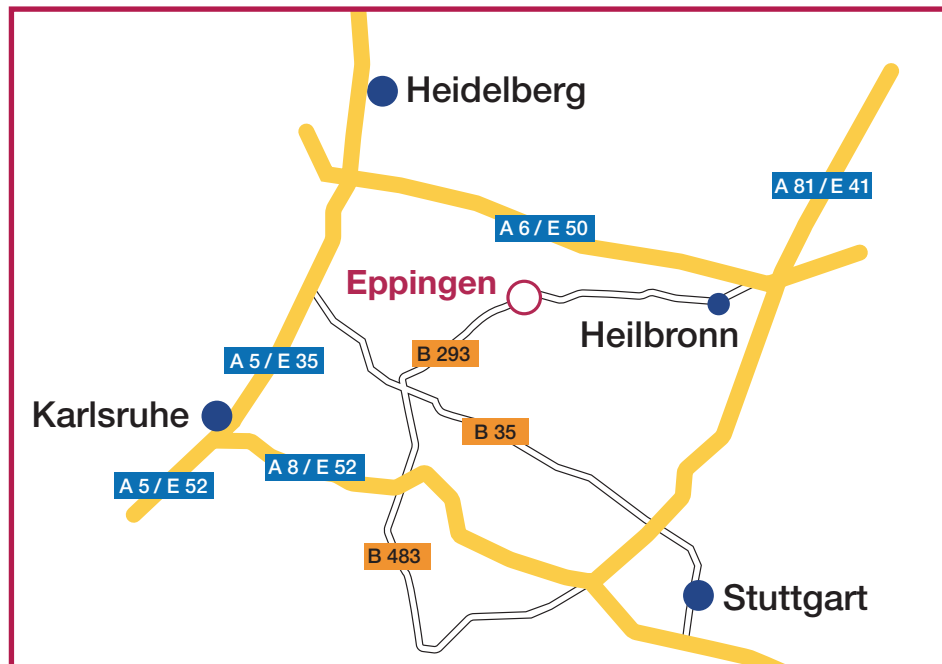 Heidelberg
A 81 / E 41
A 6 / E 50
Eppingen
Heilbronn
B 293
A 5 / E 35
Karlsruhe
B 35
A 8 / E 52
A 5 / E 52
B 483
Stuttgart